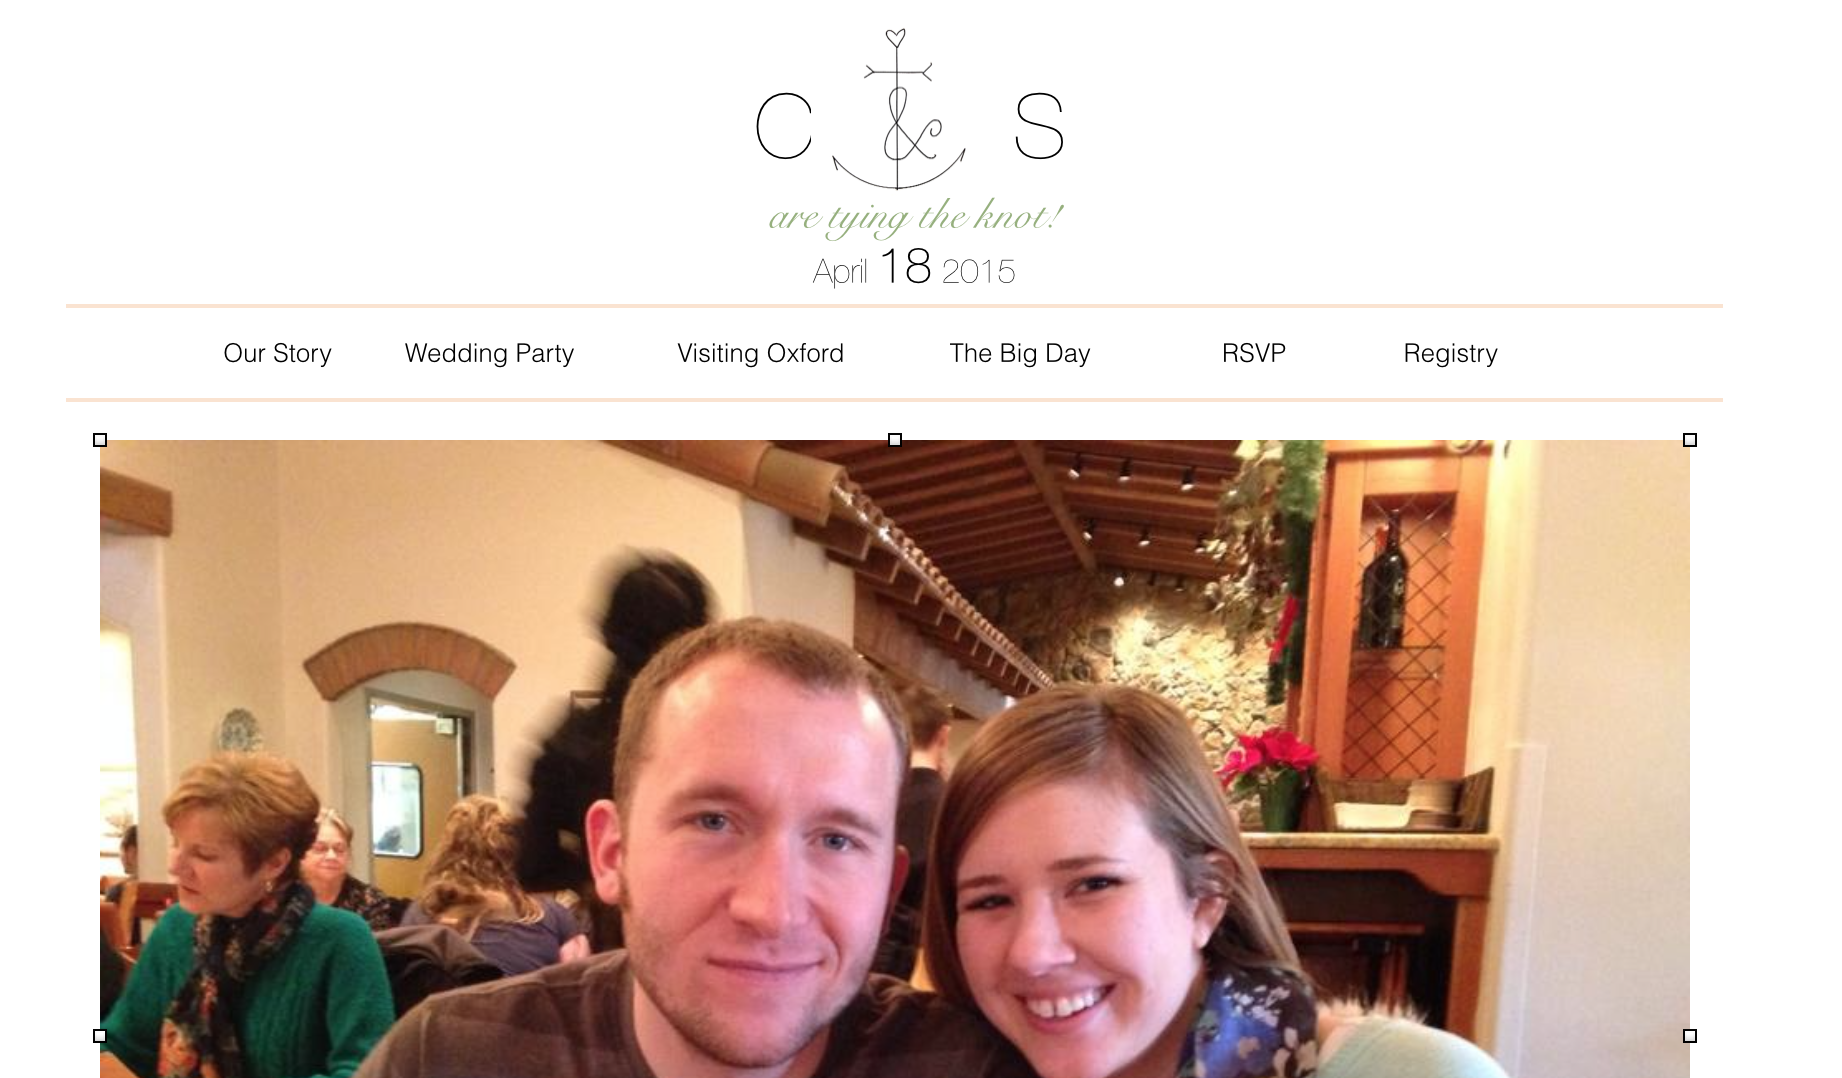 C & S
are tying the knot!
April 18 2015
Our Story Wedding Party Visiting Oxford The Big Day RSVP Registry